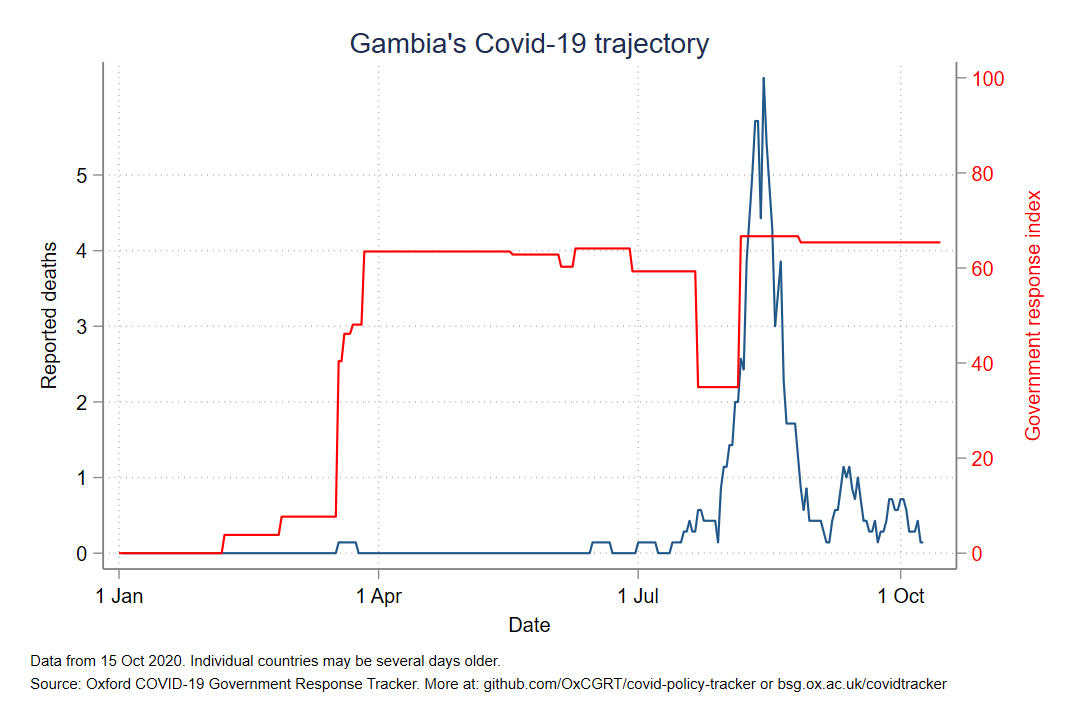 Gambia's Covid-19 trajectory
100
80
60
40
20
0
5
4
3
2
1
0
Reported deaths
Government response index
1 Jan
1 Apr
1 Jul
1 Oct
Date
Data from 15 Oct 2020. Individual countries may be several days older.
Source: Oxford COVID-19 Government Response Tracker. More at: github.com/OxCGRT/covid-policy-tracker or bsg.ox.ac.uk/covidtracker